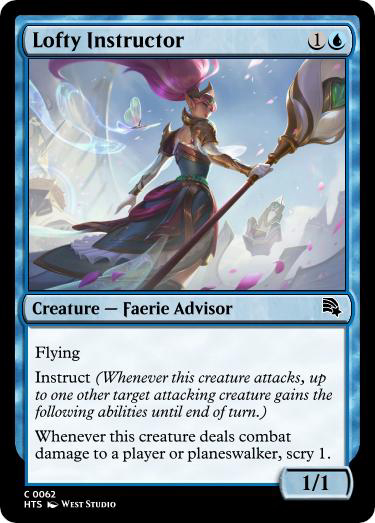 Lofty Instructor
1
Creature — Faerie Advisor
Flying
Instruct (Whenever this creature attacks, up
to one other target attacking creature gains the
following abilities until end of turn.)
Whenever this creature deals combat
damage to a player or planeswalker, scry 1.
1/1
C 0062
HTS West Studio